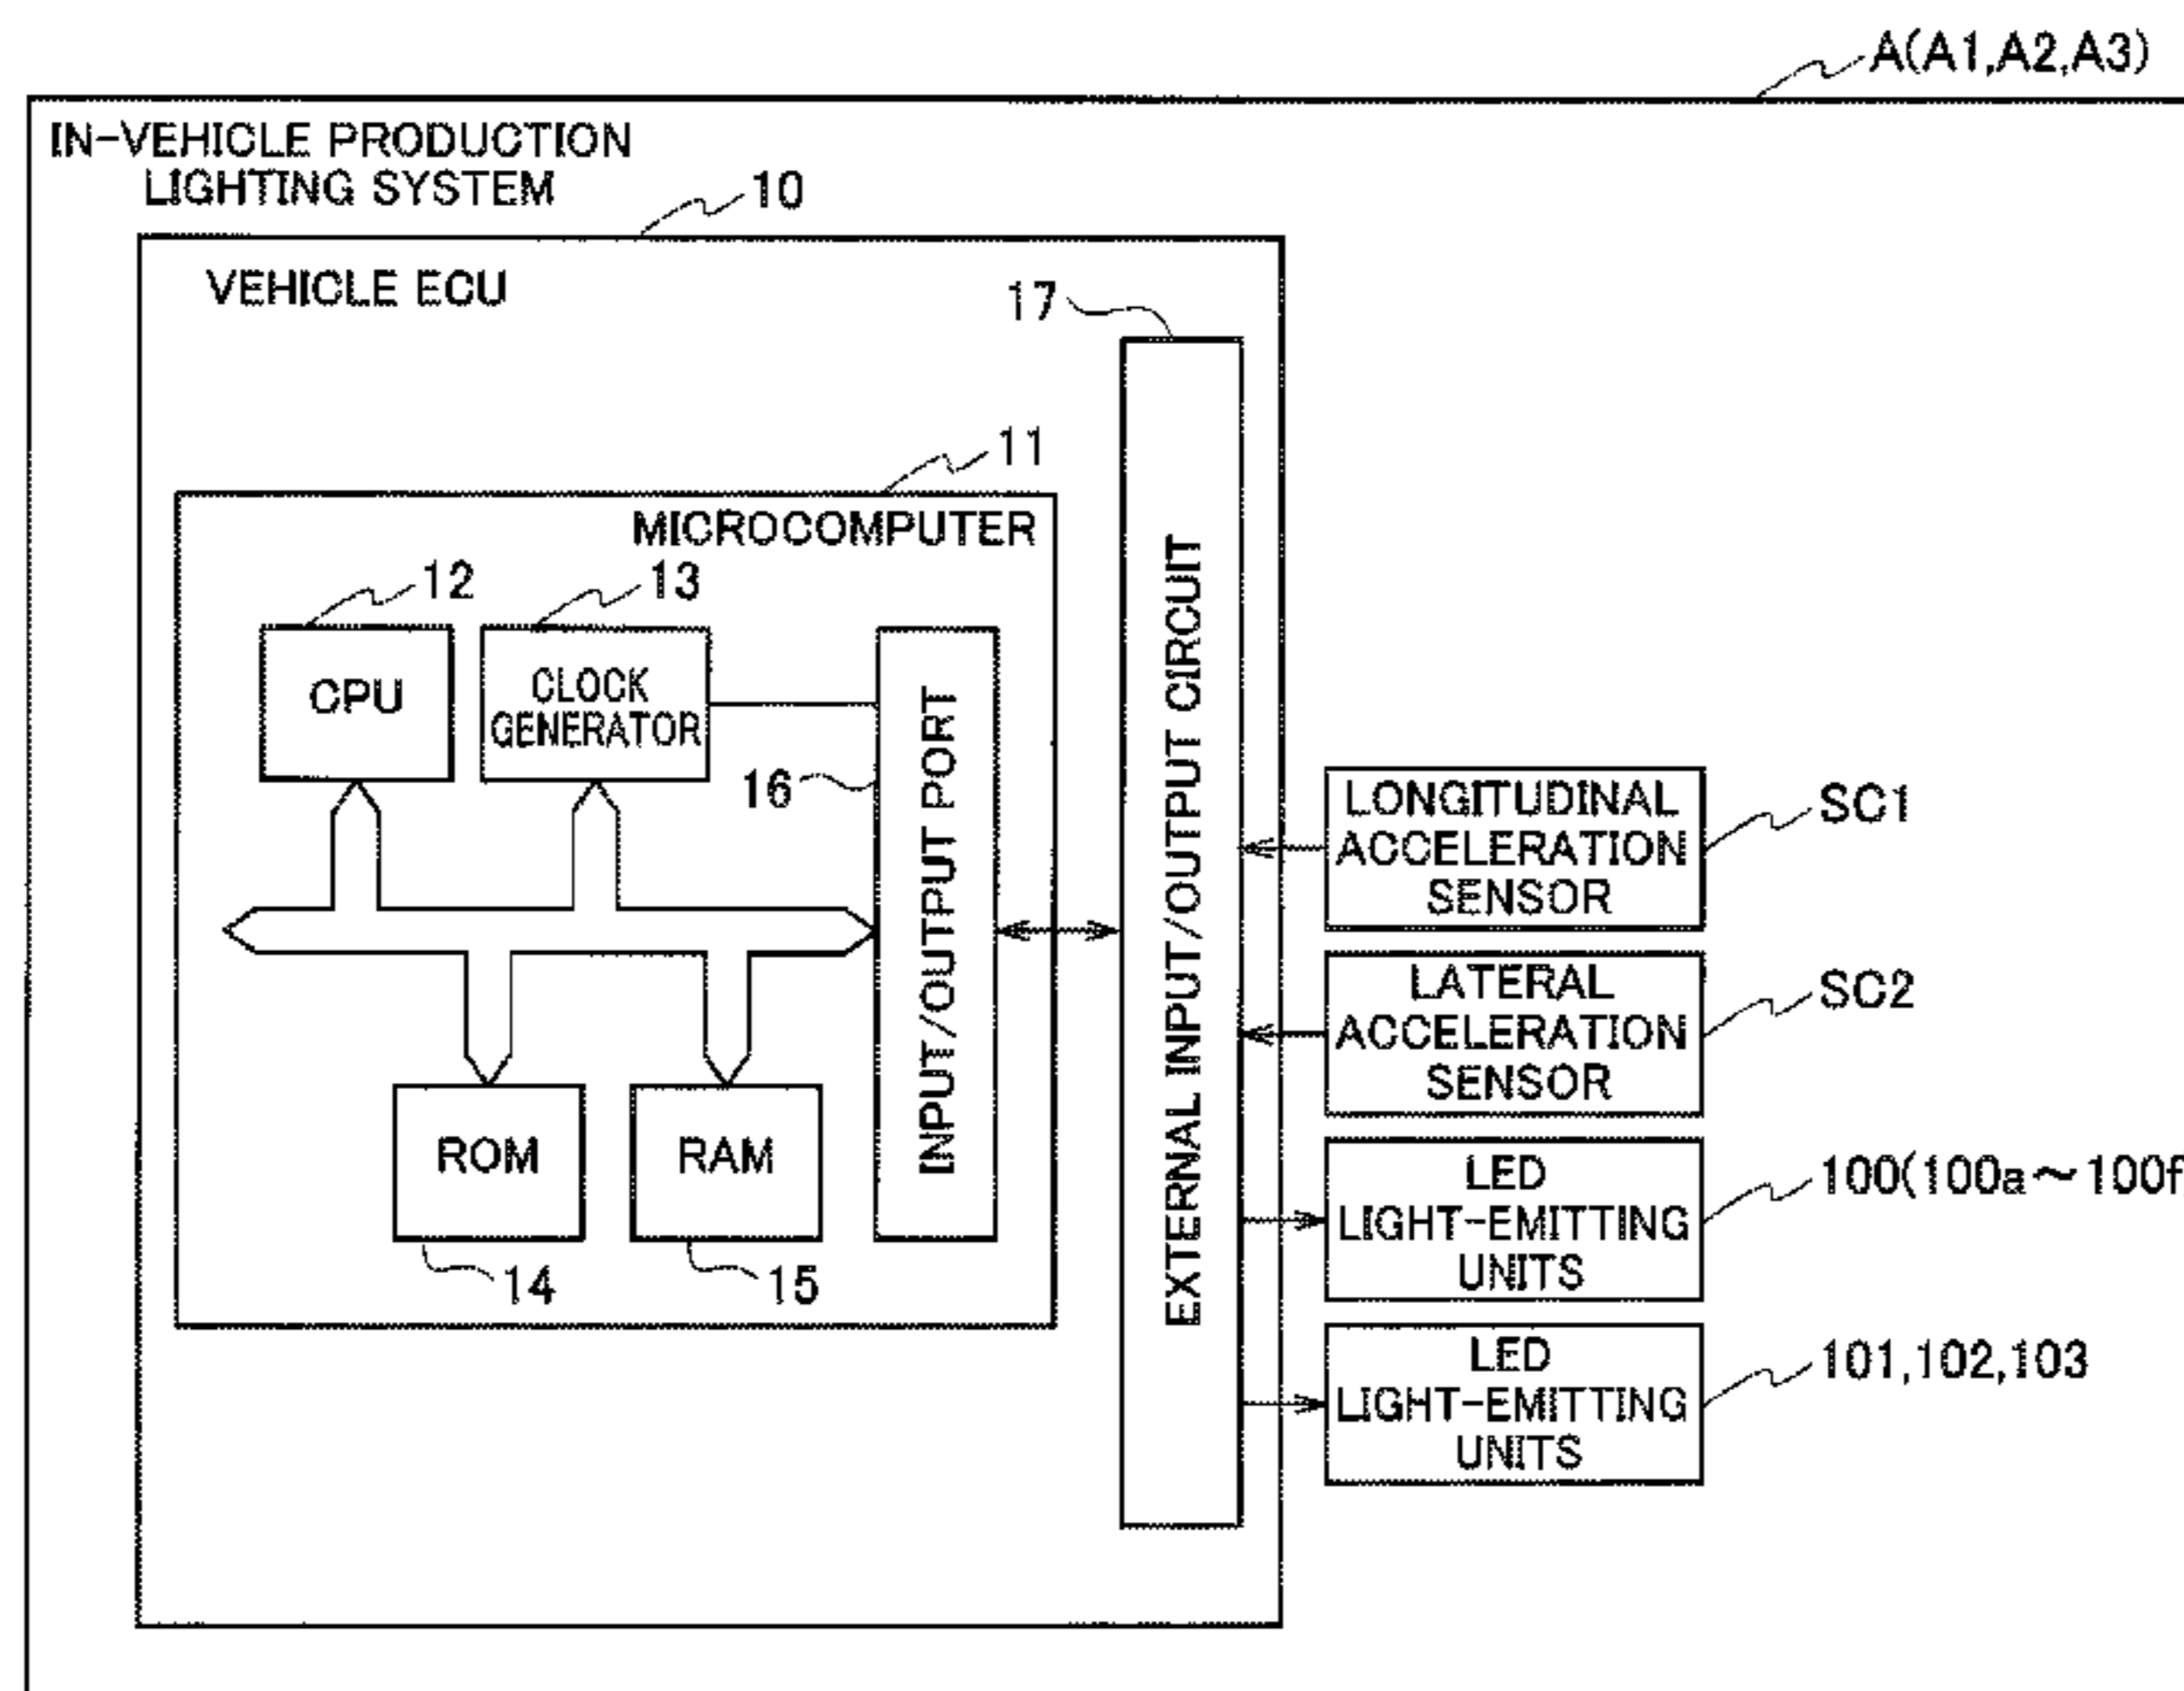 A(A1,A2,A3)
IN-VEHICLE PRODUCTION
LIGHTING SYSTEM
10
VEHICLE ECU
17
11
MICROCOMPUTER
12
13
CPU
CLOCK
GENERATOR
16
INPUT/OUTPUT PORT
EXTERNAL INPUT/OUTPUT CIRCUIT
LONGITUDINAL
ACCELERATION
SENSOR
SC1
LATERAL
ACCELERATION
SENSOR
SC2
ROM
RAM
14
15
LED
LIGHT-EMITTING
UNITS
100(100a～100f
LED
LIGHT-EMITTING
UNITS
101,102,103